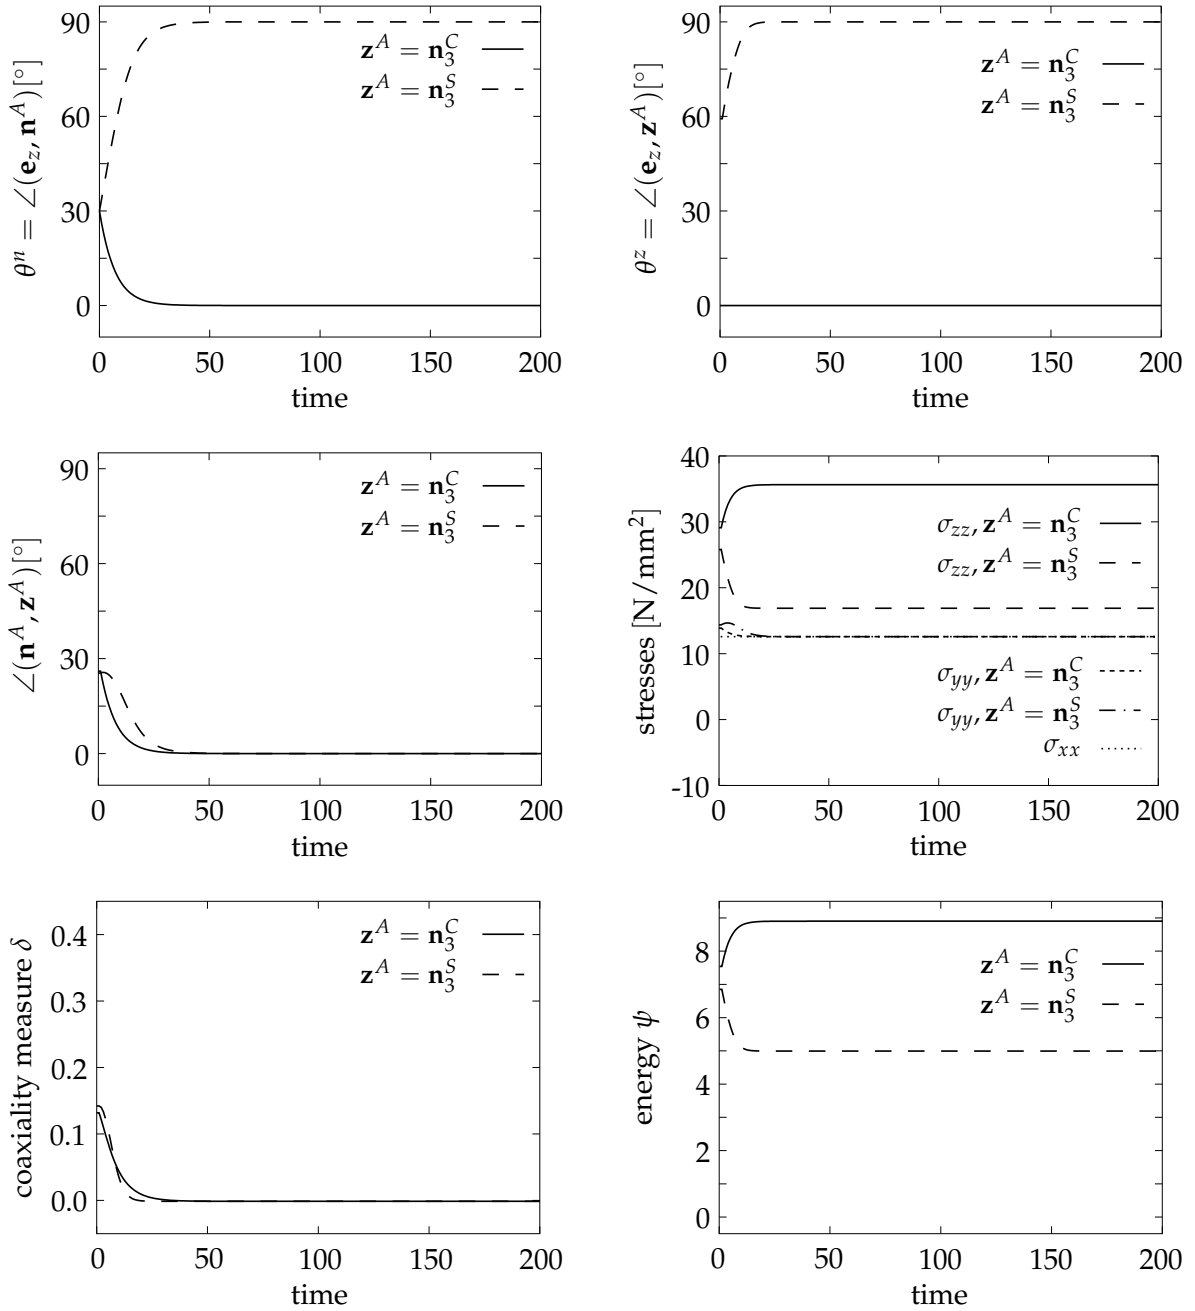 θⁿ = ∠(e_z, n^A)[°]
90
60
30
0
z^A = n_3^C
z^A = n_3^S
0 50 100 150 200
time
θ^z = ∠(e_z, z^A)[°]
90
60
30
0
z^A = n_3^C
z^A = n_3^S
0 50 100 150 200
time
∠(n^A, z^A)[°]
90
60
30
0
z^A = n_3^C
z^A = n_3^S
0 50 100 150 200
time
stresses [N/mm²]
40
30
20
10
0
-10
σ_zz, z^A = n_3^C
σ_zz, z^A = n_3^S
σ_yy, z^A = n_3^C
σ_yy, z^A = n_3^S
σ_xx
0 50 100 150 200
time
coaxiality measure δ
0.4
0.3
0.2
0.1
0.0
z^A = n_3^C
z^A = n_3^S
0 50 100 150 200
time
energy ψ
8
6
4
2
0
z^A = n_3^C
z^A = n_3^S
0 50 100 150 200
time